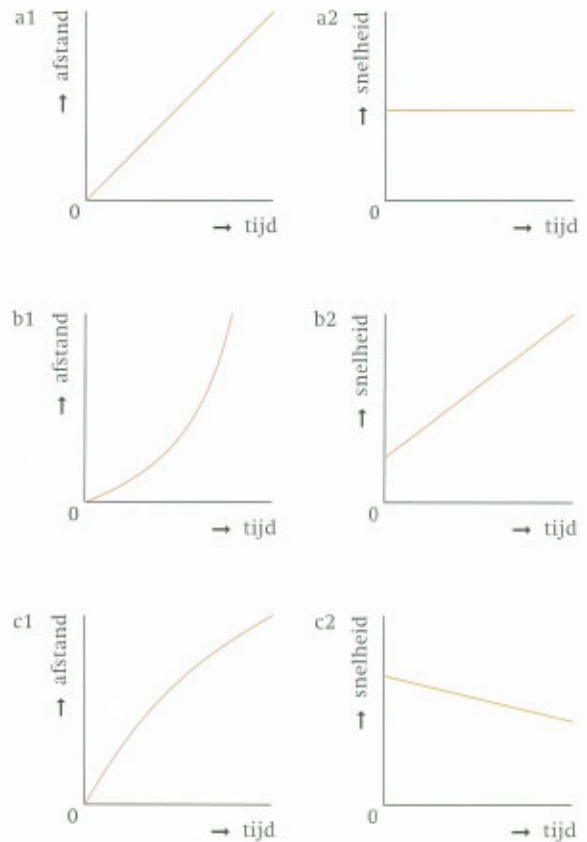 a1
→ afstand
0
→ tijd
a2
→ snelheid
0
→ tijd
b1
→ afstand
0
→ tijd
b2
→ snelheid
0
→ tijd
c1
→ afstand
0
→ tijd
c2
→ snelheid
0
→ tijd